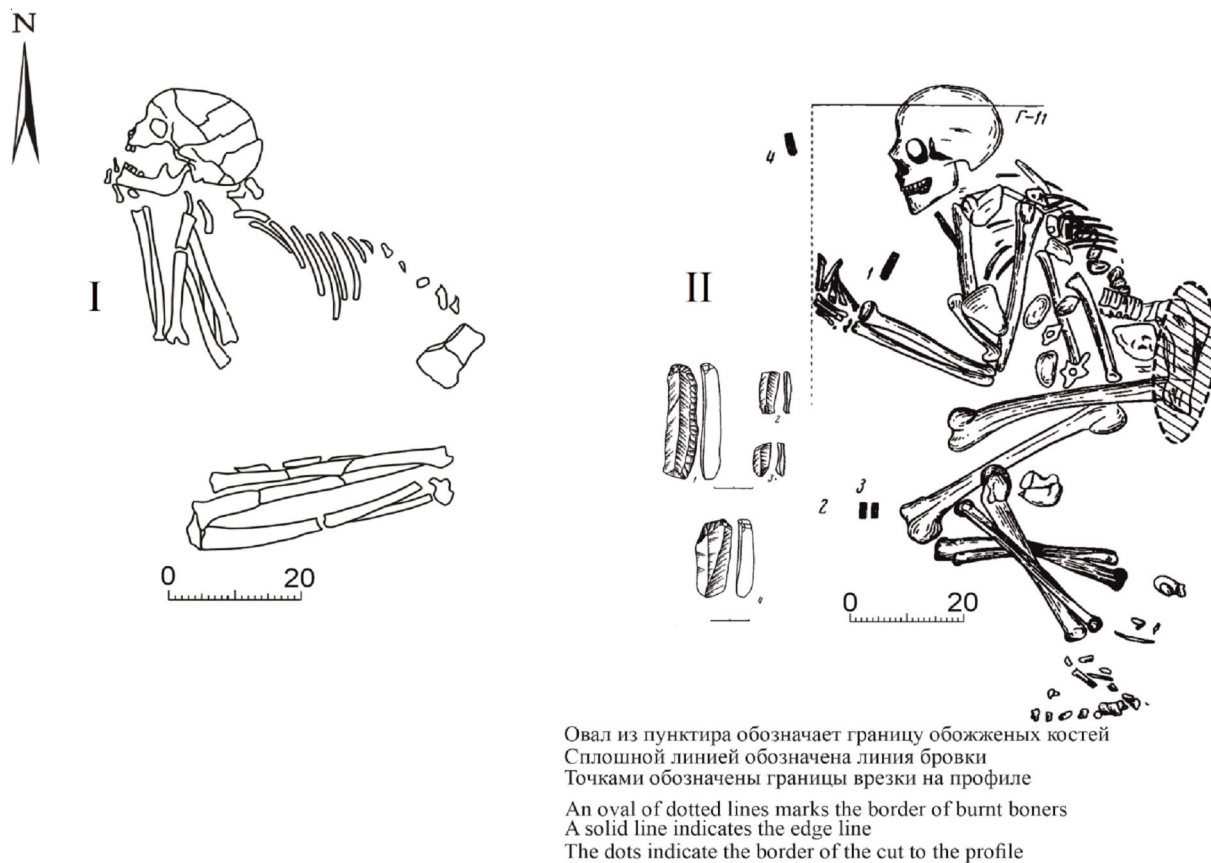 N
I
0 20
II
Г-11
4
1
2
3
1
2
3
4
0 20
Овал из пунктира обозначает границу обожженых костей
Сплошной линией обозначена линия бровки
Точками обозначены границы врезки на профиле
An oval of dotted lines marks the border of burnt boners
A solid line indicates the edge line
The dots indicate the border of the cut to the profile